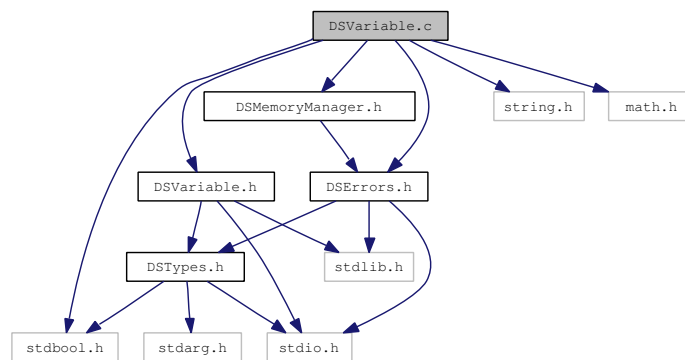 DSVariable.c
DSMemoryManager.h
string.h
math.h
DSVariable.h
DSErrors.h
DSTypes.h
stdlib.h
stdbool.h
stdarg.h
stdio.h